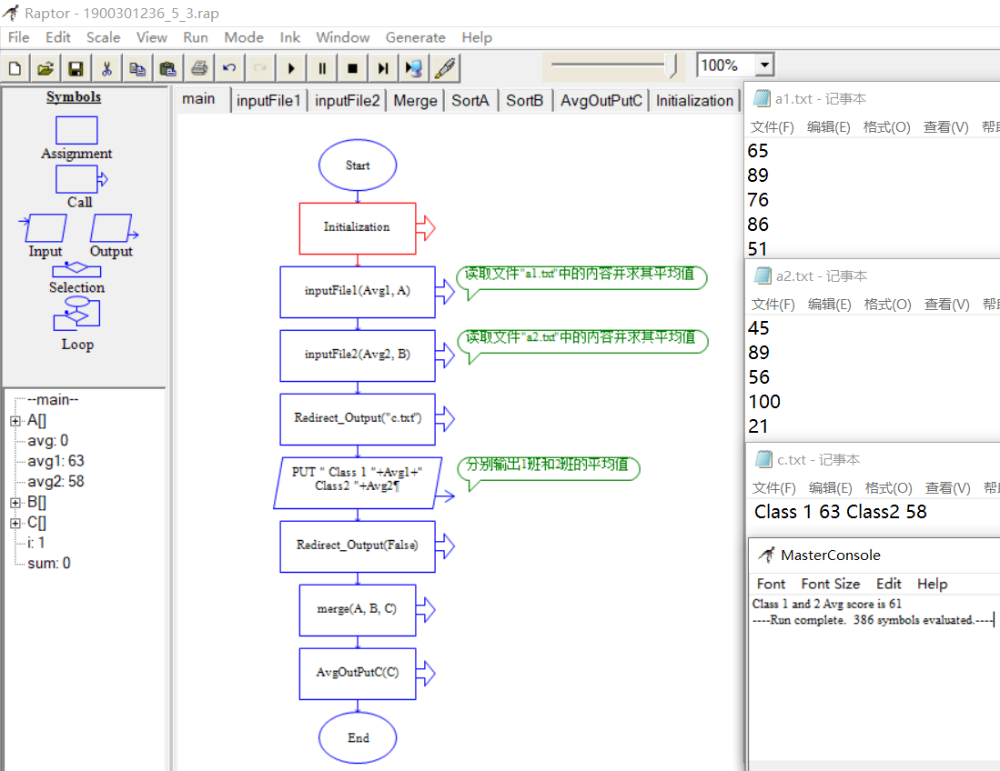 Raptor - 1900301236_5_3.rap
File Edit Scale View Run Mode Ink Window Generate Help
100%
Symbols
Assignment
Call
Input Output
Selection
Loop
--main--
A[]
avg: 0
avg1: 63
avg2: 58
B[]
C[]
i: 1
sum: 0
main inputFile1 inputFile2 Merge SortA SortB AvgOutPutC Initialization
Start
Initialization
inputFile1(Avg1, A)
读取文件"a1.txt"中的内容并求其平均值
inputFile2(Avg2, B)
读取文件"a2.txt"中的内容并求其平均值
Redirect_Output("c.txt")
PUT " Class 1 "+Avg1+"
Class2 "+Avg2¶
分别输出1班和2班的平均值
Redirect_Output(False)
merge(A, B, C)
AvgOutPutC(C)
End
a1.txt - 记事本
文件(F) 编辑(E) 格式(O) 查看(V) 帮
65
89
76
86
51
a2.txt - 记事本
文件(F) 编辑(E) 格式(O) 查看(V) 帮
45
89
56
100
21
c.txt - 记事本
文件(F) 编辑(E) 格式(O) 查看(V) 帮
Class 1 63 Class2 58
MasterConsole
Font Font Size Edit Help
Class 1 and 2 Avg score is 61
----Run complete. 386 symbols evaluated.----